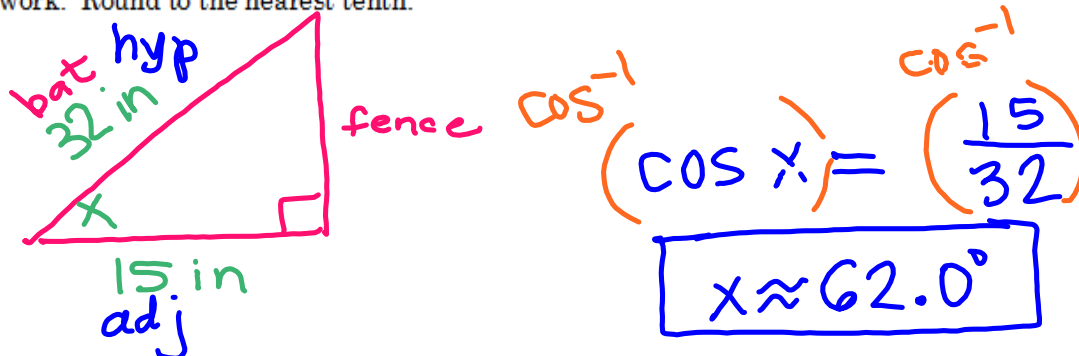 work. Round to the nearest tenth.
hyp
bat
32 in
fence
x
15 in
adj
cos⁻¹ cos⁻¹
(cos x) = (15/32)
x ≈ 62.0°